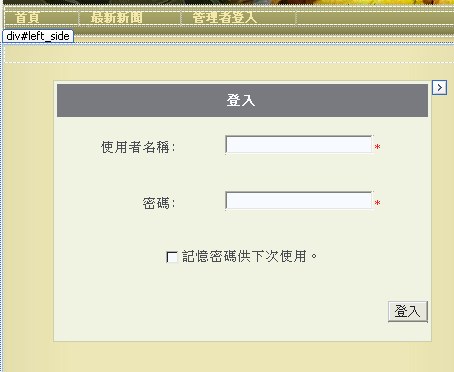 首頁 最新新聞 管理者登入
div#left_side
登入
使用者名稱: *
密碼: *
記憶密碼供下次使用。
登入